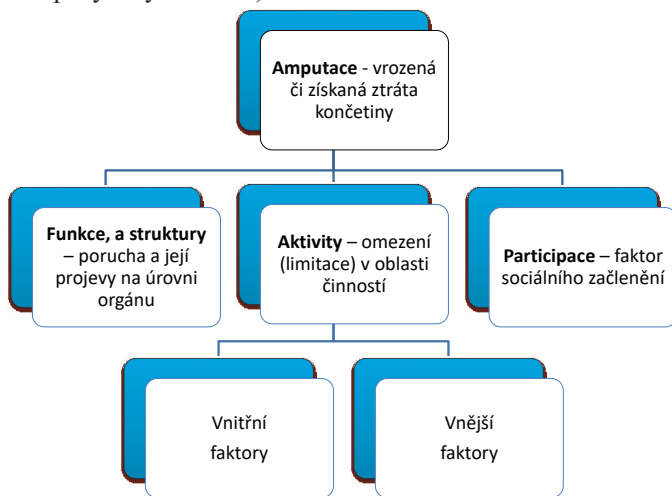 Amputace - vrozená
či získaná ztráta
končetiny
Funkce, a struktury
– porucha a její
projevy na úrovni
orgánu
Aktivity – omezení
(limitace) v oblasti
činností
Participace – faktor
sociálního začlenění
Vnitřní
faktory
Vnější
faktory